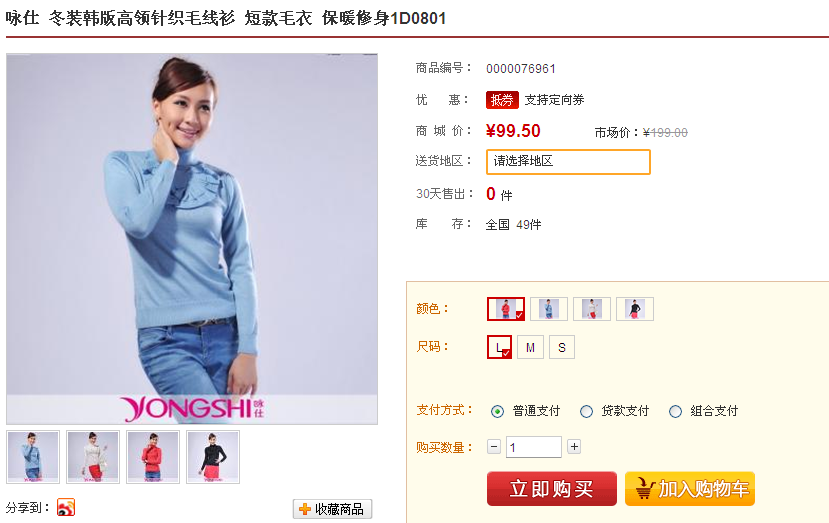 咏仕 冬装韩版高领针织毛线衫 短款毛衣 保暖修身1D0801
YONGSHI 咏仕
分享到：
收藏商品
商品编号： 0000076961
优 惠： 抵券 支持定向券
商 城 价： ¥99.50 市场价：¥199.00
送货地区： 请选择地区
30天售出： 0 件
库 存： 全国 49件
颜色：
尺码： L M S
支付方式： 普通支付 贷款支付 组合支付
购买数量： 1
立即购买 加入购物车